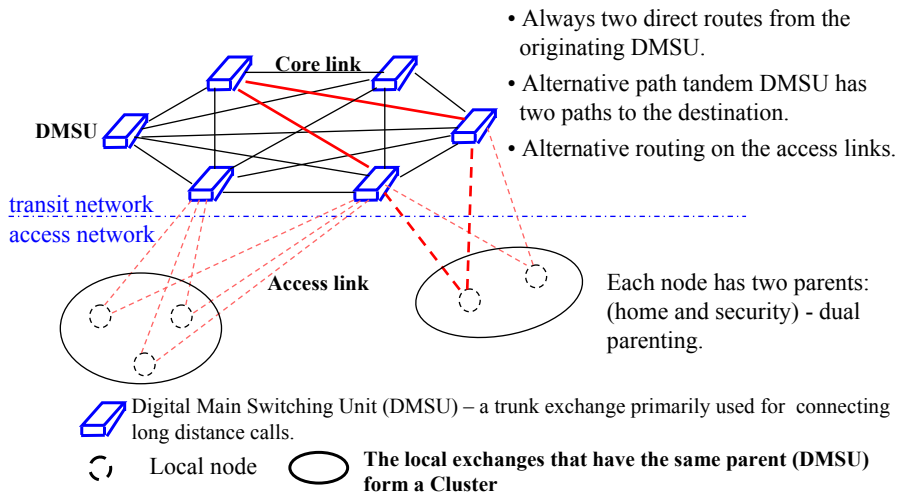 • Always two direct routes from the
originating DMSU.
• Alternative path tandem DMSU has
two paths to the destination.
• Alternative routing on the access links.
Core link
DMSU
transit network
access network
Access link
Each node has two parents:
(home and security) - dual
parenting.
Digital Main Switching Unit (DMSU) – a trunk exchange primarily used for connecting
long distance calls.
Local node
The local exchanges that have the same parent (DMSU)
form a Cluster